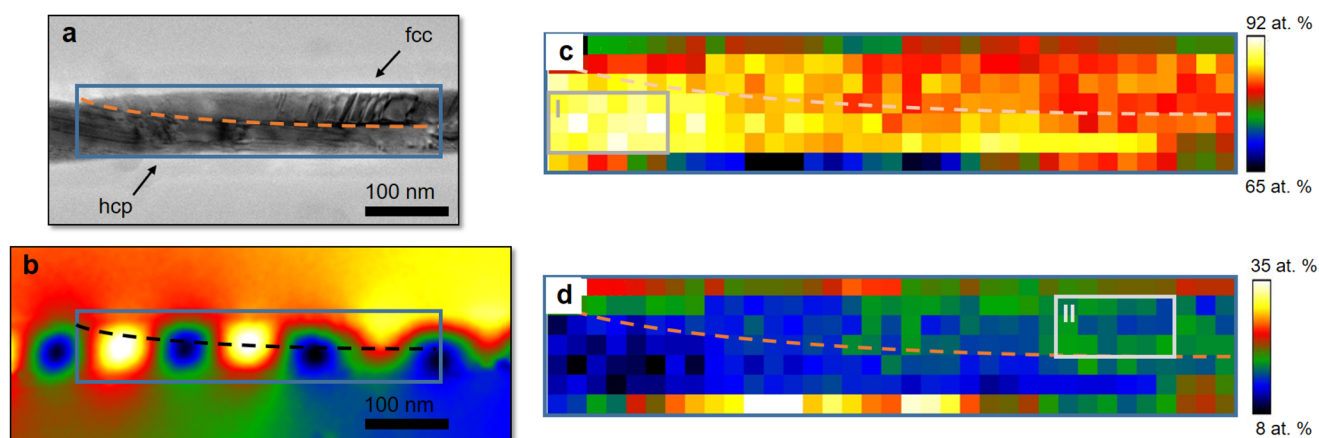 a
fcc
hcp
100 nm
b
100 nm
c
I
92 at. %
65 at. %
d
II
35 at. %
8 at. %